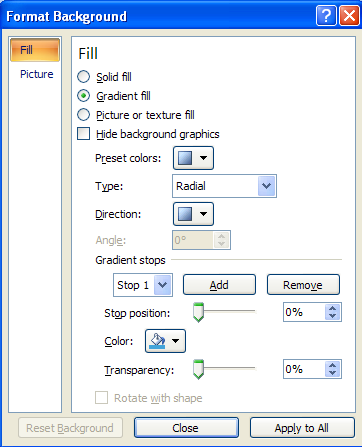 Format Background
Fill
Picture
Fill
Solid fill
Gradient fill
Picture or texture fill
Hide background graphics
Preset colors:
Type: Radial
Direction:
Angle: 0°
Gradient stops
Stop 1 Add Remove
Stop position: 0%
Color:
Transparency: 0%
Rotate with shape
Reset Background Close Apply to All